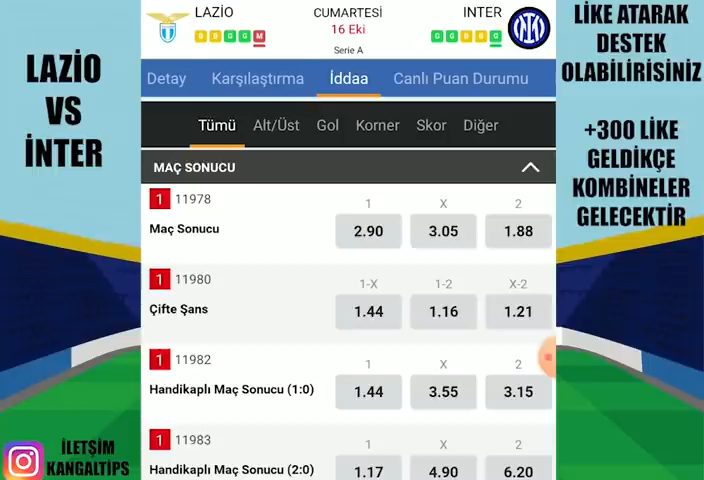 LAZİO
VS
İNTER
LAZİO
B B G G M
CUMARTESİ
16 Eki
Serie A
INTER
G G B B G
Detay Karşılaştırma İddaa Canlı Puan Durumu
Tümü Alt/Üst Gol Korner Skor Diğer
MAÇ SONUCU
1 11978
1 X 2
Maç Sonucu
2.90 3.05 1.88
1 11980
1-X 1-2 X-2
Çifte Şans
1.44 1.16 1.21
1 11982
1 X 2
Handikaplı Maç Sonucu (1:0)
1.44 3.55 3.15
1 11983
1 X 2
Handikaplı Maç Sonucu (2:0)
1.17 4.90 6.20
LİKE ATARAK
DESTEK
OLABİLİRİSİNİZ
+300 LİKE
GELDİKÇE
KOMBİNELER
GELECEKTİR
İLETŞİM
KANGALTİPS